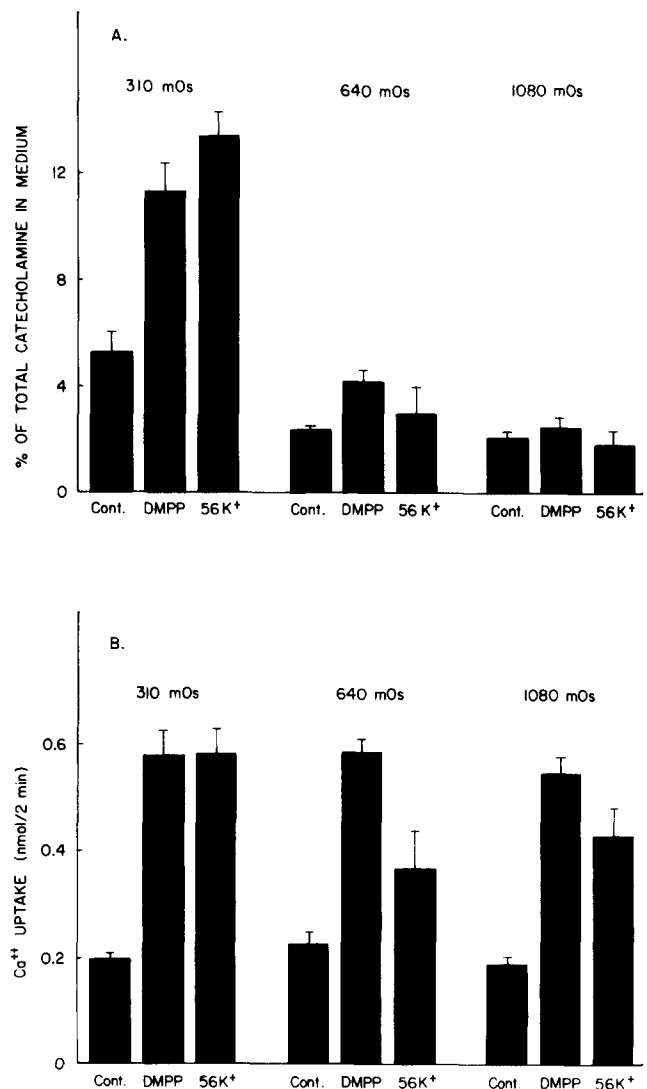 A.
310 mOs 640 mOs 1080 mOs
% OF TOTAL CATECHOLAMINE IN MEDIUM
12
8
4
0
Cont. DMPP 56K⁺ Cont. DMPP 56K⁺ Cont. DMPP 56K⁺
B.
310 mOs 640 mOs 1080 mOs
Ca⁺⁺ UPTAKE (nmol/2 min)
0.6
0.4
0.2
0
Cont. DMPP 56K⁺ Cont. DMPP 56K⁺ Cont. DMPP 56K⁺